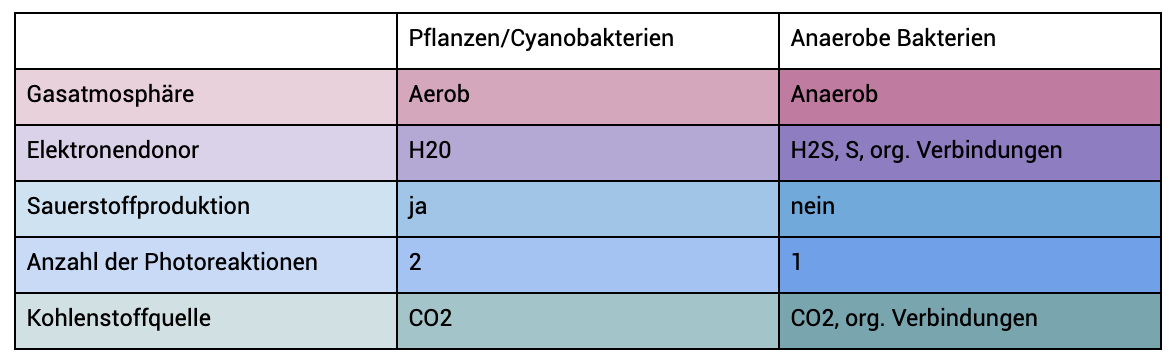 Pflanzen/Cyanobakterien Anaerobe Bakterien
Gasatmosphäre Aerob Anaerob
Elektronendonor H20 H2S, S, org. Verbindungen
Sauerstoffproduktion ja nein
Anzahl der Photoreaktionen 2 1
Kohlenstoffquelle CO2 CO2, org. Verbindungen